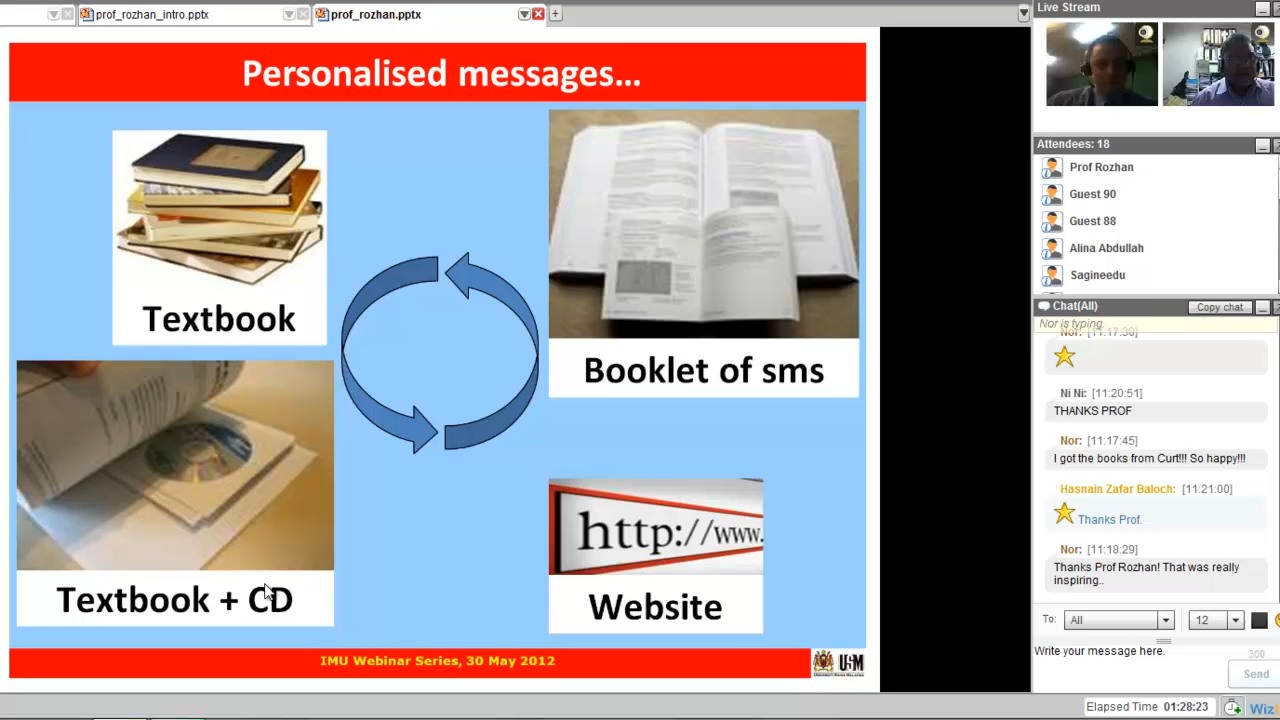 prof_rozhan_intro.pptx
prof_rozhan.pptx
Personalised messages…
Textbook
Booklet of sms
Textbook + CD
http://www.
Website
IMU Webinar Series, 30 May 2012
USM
Live Stream
Attendees: 18
Prof Rozhan
Guest 90
Guest 88
Alina Abdullah
Sagineedu
Chat(All)
Copy chat
Nor is typing.
Nor: [11:17:30]
Ni Ni: [11:20:51]
THANKS PROF
Nor: [11:17:45]
I got the books from Curt!!! So happy!!!
Hasnain Zafar Baloch: [11:21:00]
Thanks Prof.
Nor: [11:18:29]
Thanks Prof Rozhan! That was really
inspiring..
To: All 12
Write your message here.
300
Send
Elapsed Time 01:28:23
Wiz